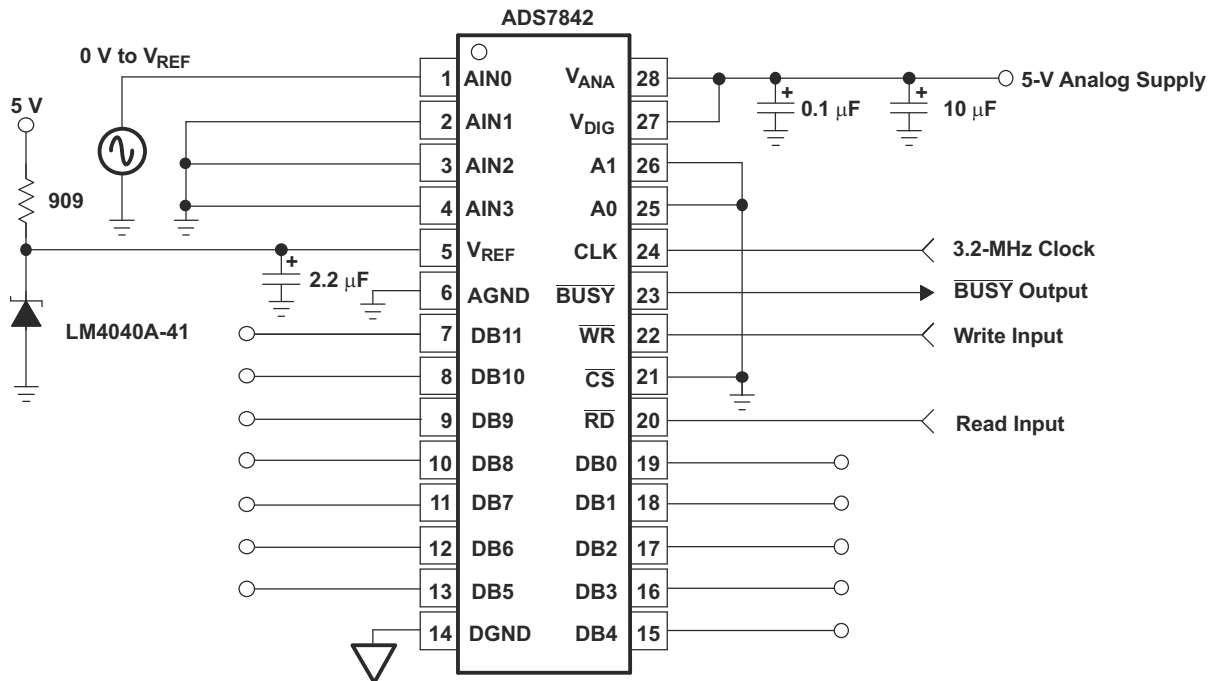 ADS7842
0 V to VREF
5 V
909
LM4040A-41
2.2 μF
1 AIN0
2 AIN1
3 AIN2
4 AIN3
5 VREF
6 AGND
7 DB11
8 DB10
9 DB9
10 DB8
11 DB7
12 DB6
13 DB5
14 DGND
VANA 28
VDIG 27
A1 26
A0 25
CLK 24
BUSY 23
WR 22
CS 21
RD 20
DB0 19
DB1 18
DB2 17
DB3 16
DB4 15
+
+
+
0.1 μF
10 μF
5-V Analog Supply
3.2-MHz Clock
BUSY Output
Write Input
Read Input